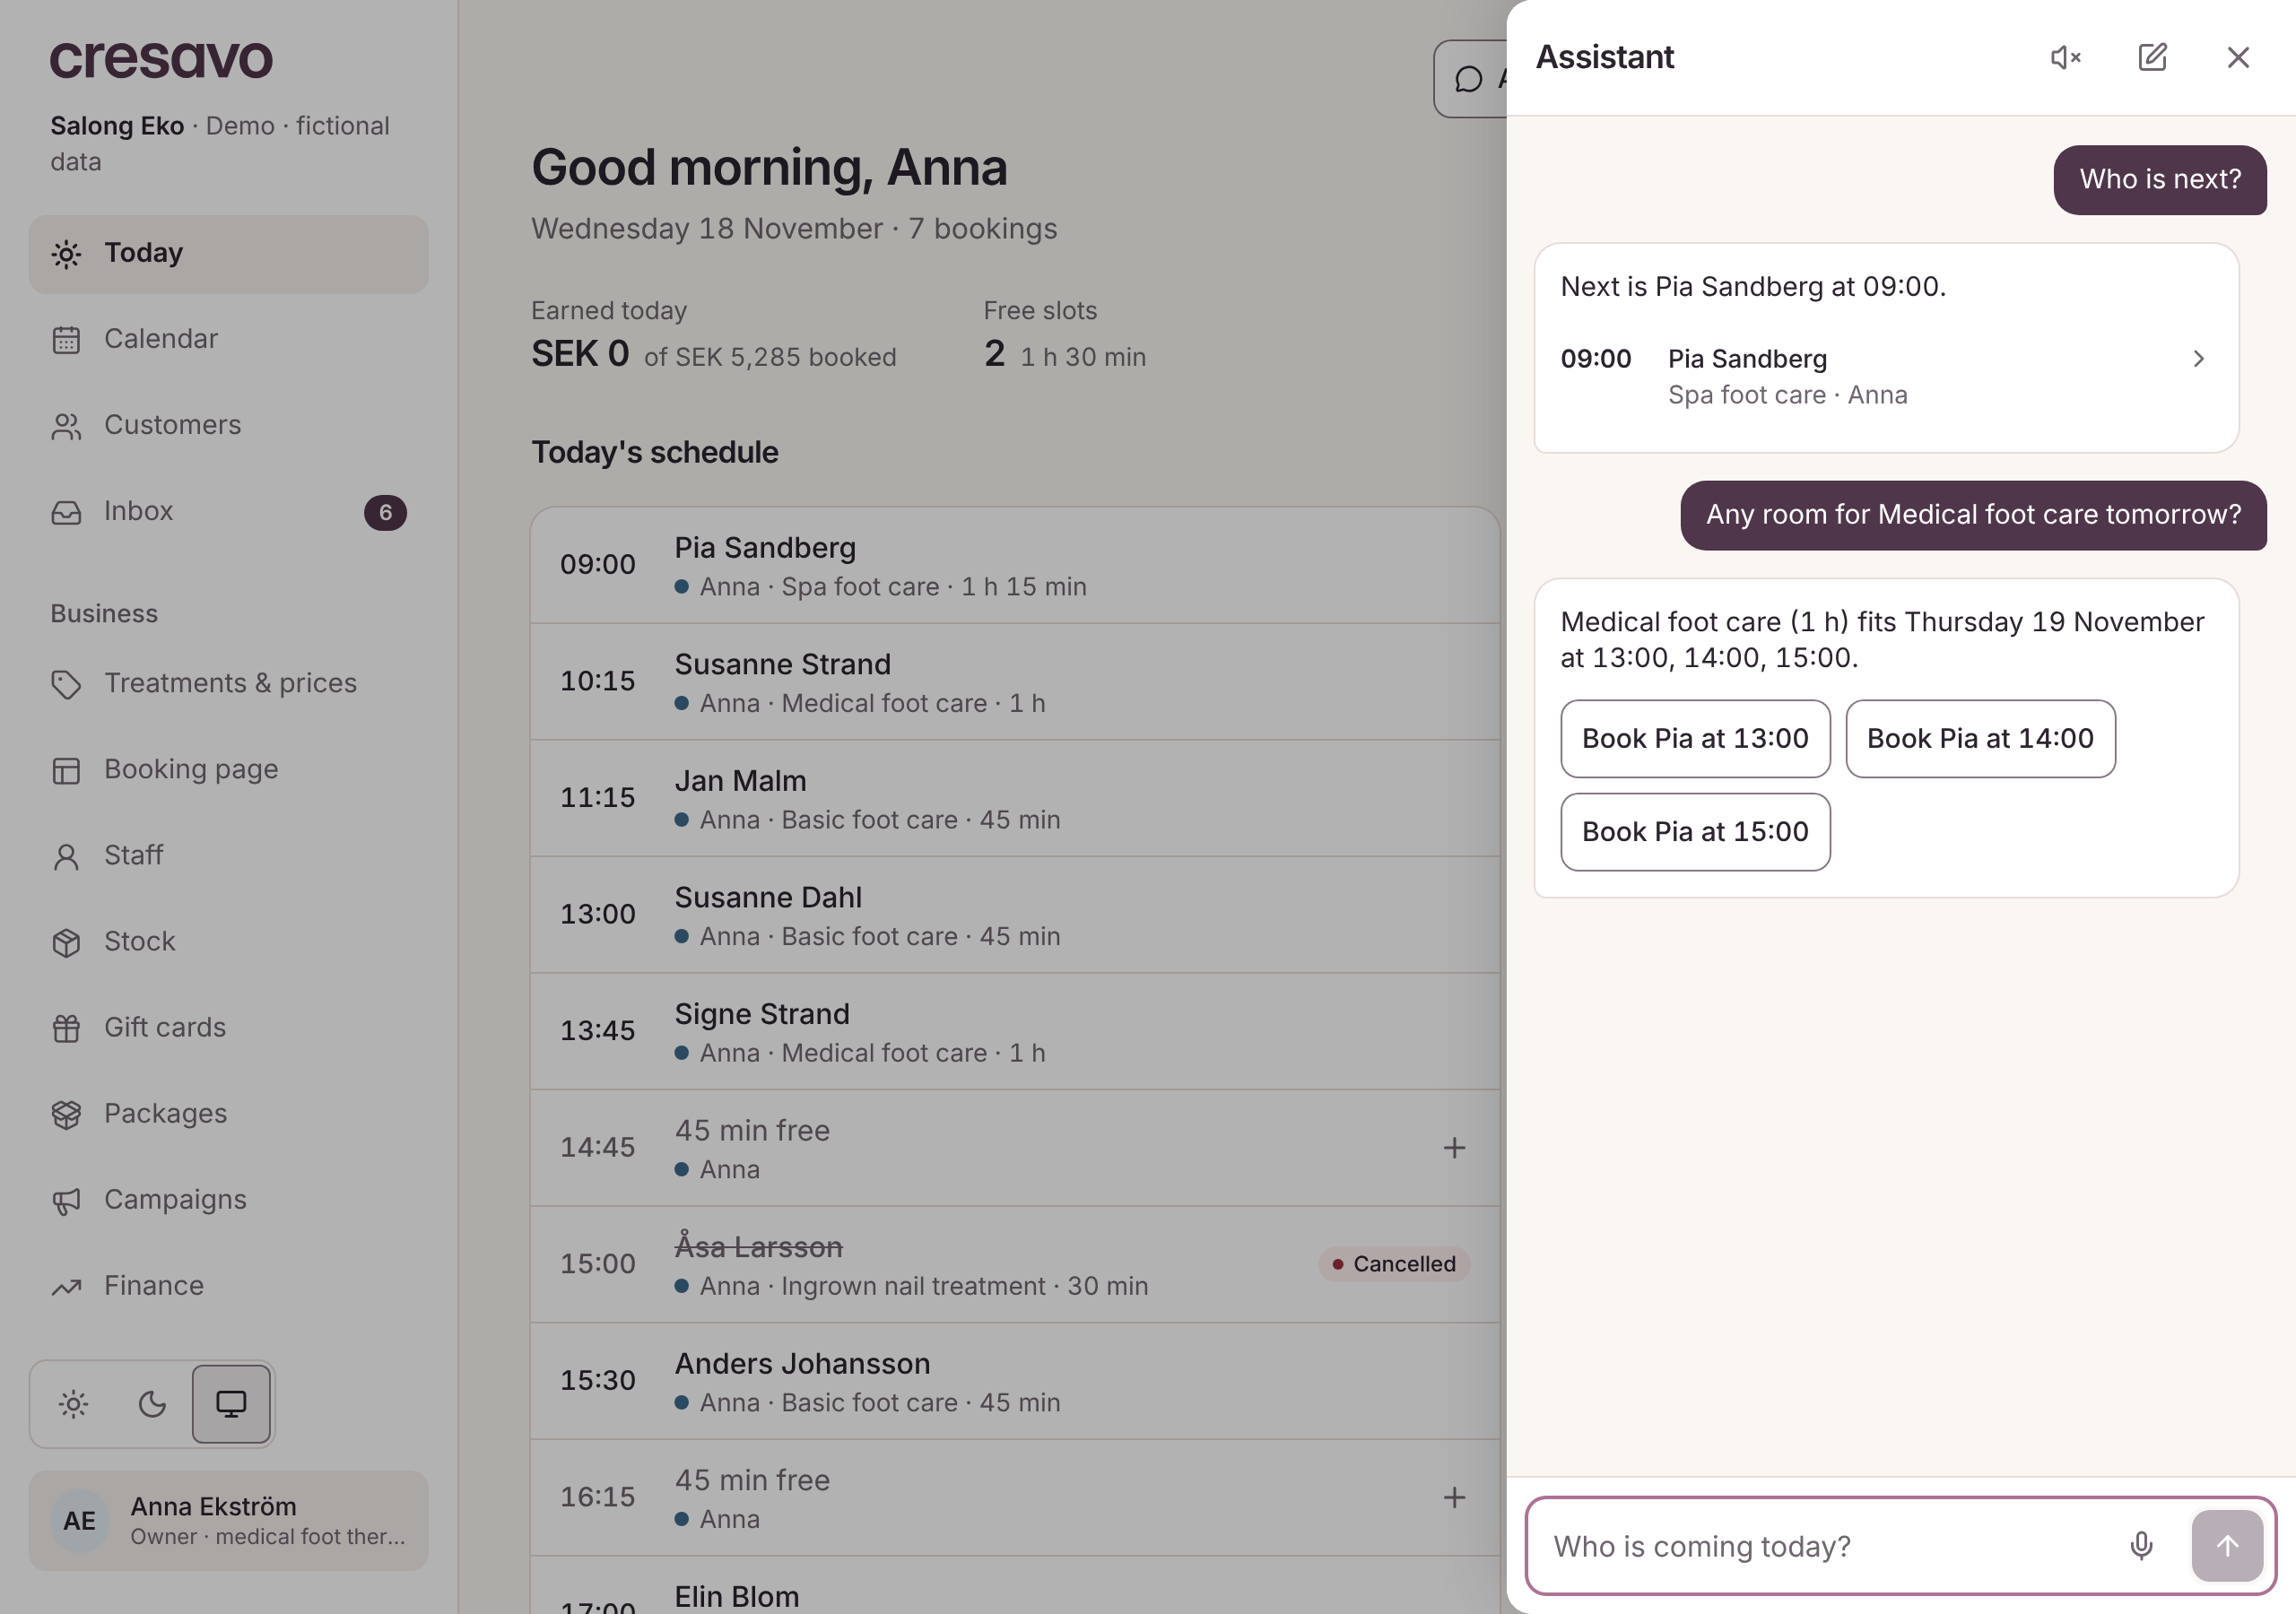 cresavo
Salong Eko · Demo · fictional
data
Today
Calendar
Customers
Inbox
6
Business
Treatments & prices
Booking page
Staff
Stock
Gift cards
Packages
Campaigns
Finance
AE
Anna Ekström
Owner · medical foot ther...
Good morning, Anna
Wednesday 18 November · 7 bookings
Earned today
SEK 0 of SEK 5,285 booked
Free slots
2 1 h 30 min
Today's schedule
09:00
Pia Sandberg
Anna · Spa foot care · 1 h 15 min
10:15
Susanne Strand
Anna · Medical foot care · 1 h
11:15
Jan Malm
Anna · Basic foot care · 45 min
13:00
Susanne Dahl
Anna · Basic foot care · 45 min
13:45
Signe Strand
Anna · Medical foot care · 1 h
14:45
45 min free
Anna
15:00
Åsa Larsson
Anna · Ingrown nail treatment · 30 min
Cancelled
15:30
Anders Johansson
Anna · Basic foot care · 45 min
16:15
45 min free
Anna
17:00
Elin Blom
Assistant
Who is next?
Next is Pia Sandberg at 09:00.
09:00
Pia Sandberg
Spa foot care · Anna
Any room for Medical foot care tomorrow?
Medical foot care (1 h) fits Thursday 19 November
at 13:00, 14:00, 15:00.
Book Pia at 13:00
Book Pia at 14:00
Book Pia at 15:00
Who is coming today?